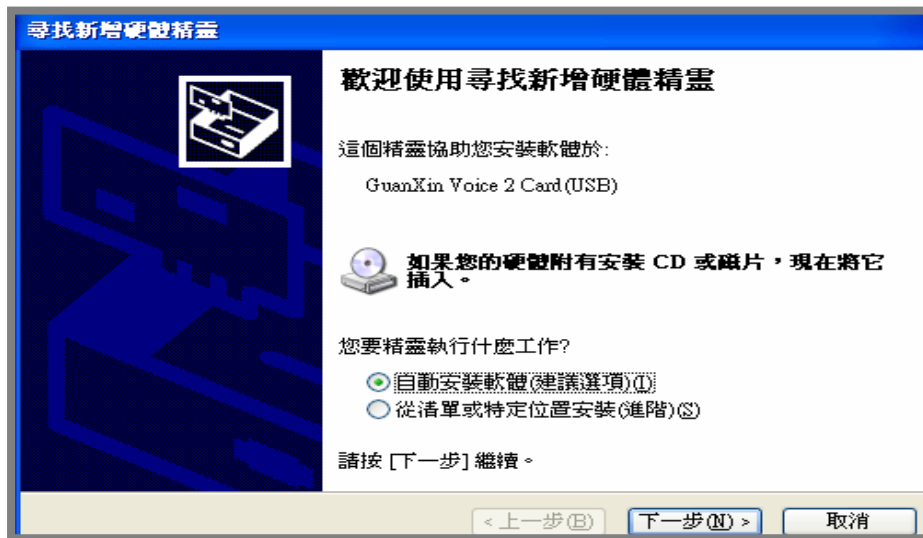 尋找新增硬體精靈
歡迎使用尋找新增硬體精靈
這個精靈協助您安裝軟體於:
GuanXin Voice 2 Card(USB)
如果您的硬體附有安裝 CD 或磁片，現在將它
插入。
您要精靈執行什麼工作?
自動安裝軟體(建議選項)(I)
從清單或特定位置安裝(進階)(S)
請按 [下一步] 繼續。
<上一步(B) 下一步(N) > 取消